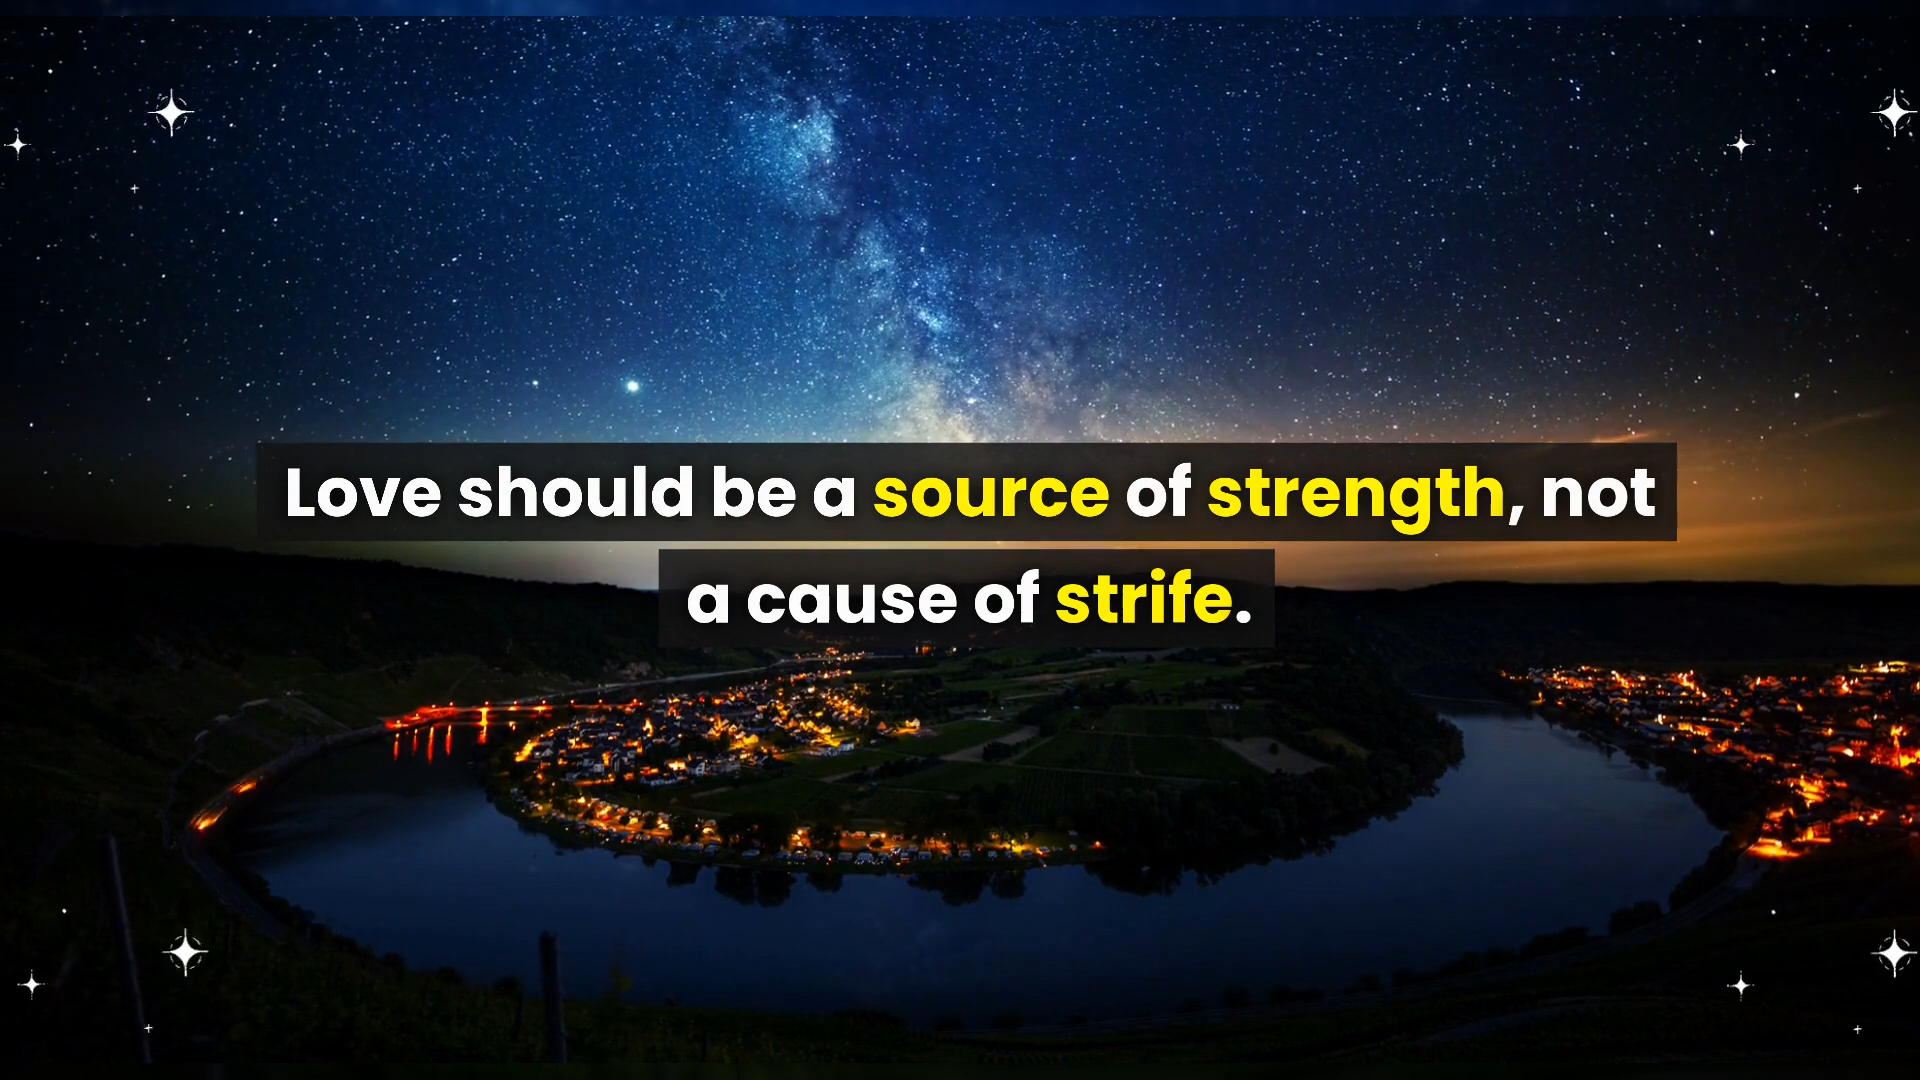 Love should be a source of strength, not
a cause of strife.